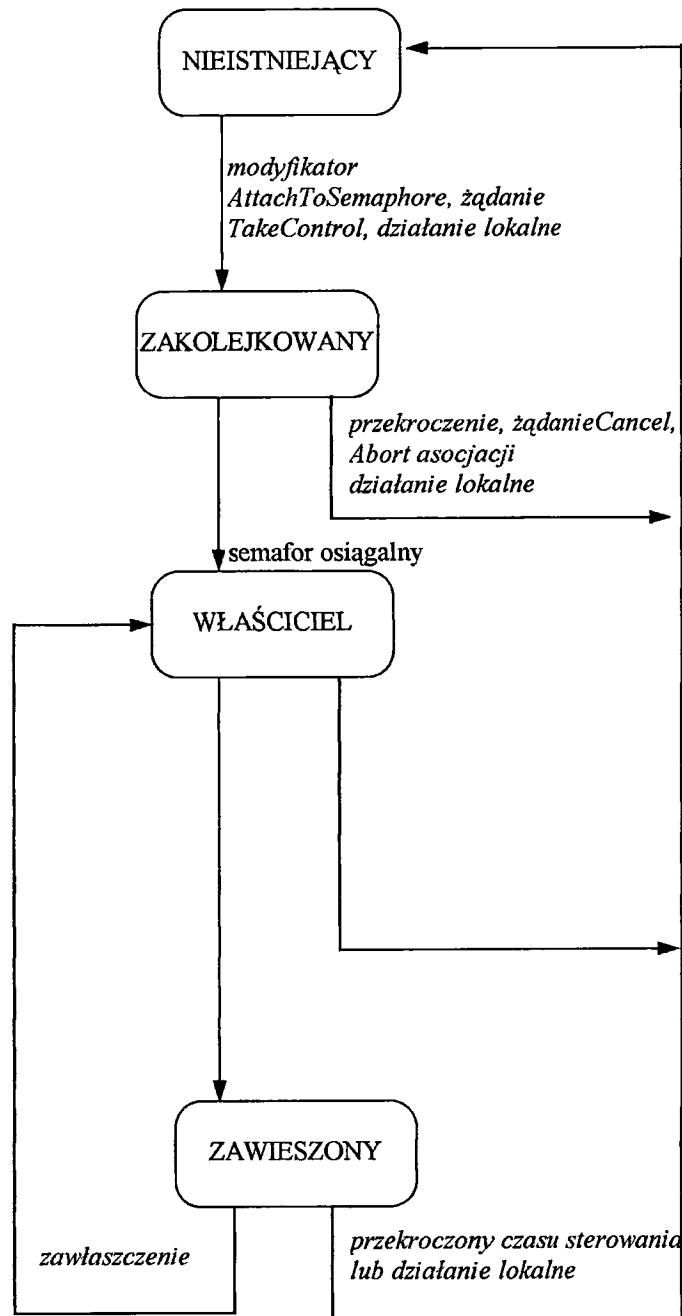 NIEISTNIEJĄCY
modyfikator
AttachToSemaphore, żądanie
TakeControl, działanie lokalne
ZAKOLEJKOWANY
przekroczenie, żądanieCancel,
Abort asocjacji
działanie lokalne
semafor osiągalny
WŁAŚCICIEL
ZAWIESZONY
zawłaszczenie
przekroczony czasu sterowania
lub działanie lokalne